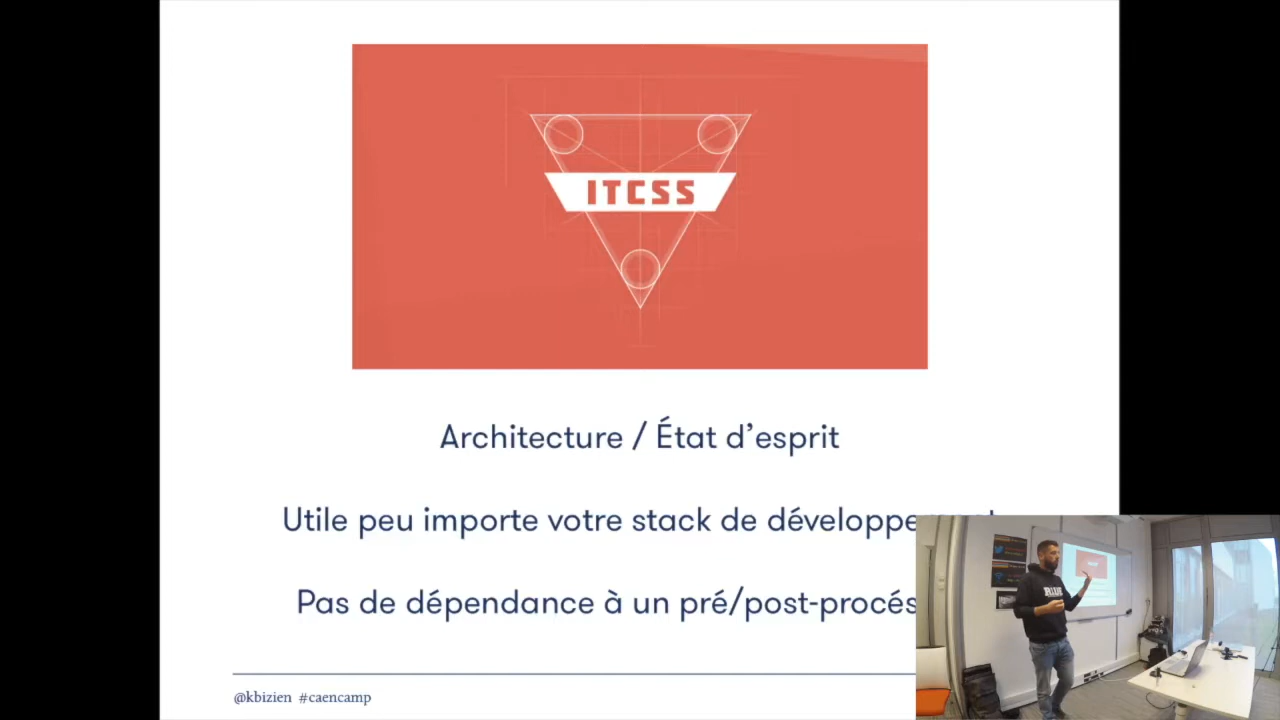 ITCSS
Architecture / État d'esprit
Utile peu importe votre stack de développement
Pas de dépendance à un pré/post-procés
@kbizien #caencamp